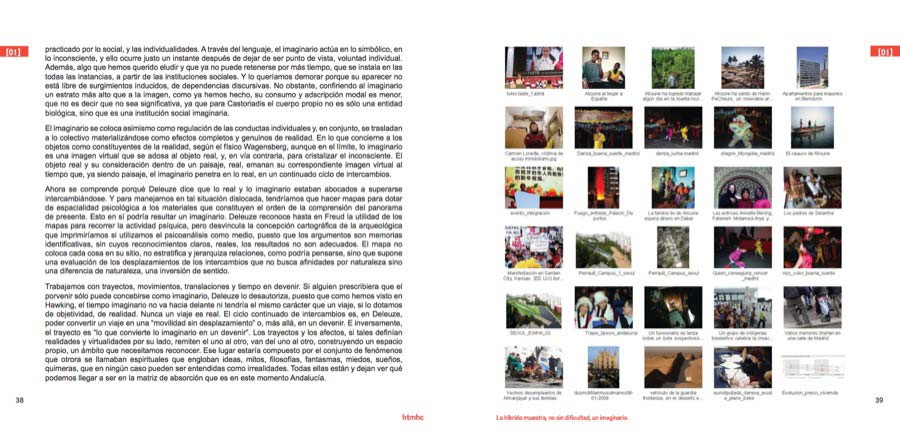 [01]
practicado por lo social, y las individualidades. A través del lenguaje, el imaginario actúa en lo simbólico, en
lo inconsciente, y ello ocurre justo un instante después de dejar de ser punto de vista, voluntad individual.
Además, algo que hemos querido eludir y que ya no puede retenerse por más tiempo, que se instala en las
todas las instancias, a partir de las instituciones sociales. Y lo queríamos demorar porque su aparecer no
está libre de surgimientos inducidos, de dependencias discursivas. No obstante, confiriendo al imaginario
un estrato más alto que a la imagen, como ya hemos hecho, su consumo y adscripción modal es menor,
que no es decir que no sea significativa, ya que para Castoriadis el cuerpo propio no es sólo una entidad
biológica, sino que es una institución social imaginaria.
El imaginario se coloca asimismo como regulación de las conductas individuales y, en conjunto, se trasladan
a lo colectivo materializándose como efectos completos y genuinos de realidad. En lo que concierne a los
objetos como constituyentes de la realidad, según el físico Wagensberg, aunque en el límite, lo imaginario
es una imagen virtual que se adosa al objeto real, y, en vía contraria, para cristalizar el inconsciente. El
objeto real y su consideración dentro de un paisaje, real, emanan su correspondiente imagen virtual al
tiempo que, ya siendo paisaje, el imaginario penetra en lo real, en un continuado ciclo de intercambios.
Ahora se comprende porqué Deleuze dice que lo real y lo imaginario estaban abocados a superarse
intercambiándose. Y para manejarnos en tal situación dislocada, tendríamos que hacer mapas para dotar
de espacialidad psicológica a los materiales que constituyen el orden de la comprensión del panorama
de presente. Esto en sí podría resultar un imaginario. Deleuze reconoce hasta en Freud la utilidad de los
mapas para recorrer la actividad psíquica, pero desvincula la concepción cartográfica de la arqueológica
que imprimiríamos si utilizamos el psicoanálisis como medio, puesto que los argumentos son memorias
identificativas, sin cuyos reconocimientos claros, reales, los resultados no son adecuados. El mapa no
coloca cada cosa en su sitio, no estratifica y jerarquiza relaciones, como podría pensarse, sino que supone
una evaluación de los desplazamientos de los intercambios que no busca afinidades por naturaleza sino
una diferencia de naturaleza, una inversión de sentido.
Trabajamos con trayectos, movimientos, translaciones y tiempo en devenir. Si alguien prescribiera que el
porvenir sólo puede concebirse como imaginario, Deleuze lo desautoriza, puesto que como hemos visto en
Hawking, el tiempo imaginario no va hacia delante ni tendría el mismo carácter que un viaje, si lo dotamos
de objetividad, de realidad. Nunca un viaje es real. El ciclo continuado de intercambios es, en Deleuze,
poder convertir un viaje en una "movilidad sin desplazamiento" o, más allá, en un devenir. E inversamente,
el trayecto es "lo que convierte lo imaginario en un devenir". Los trayectos y los afectos, si tales definían
realidades y virtualidades por su lado, remiten el uno al otro, van del uno al otro, construyendo un espacio
propio, un ámbito que necesitamos reconocer. Ese lugar estaría compuesto por el conjunto de fenómenos
que otrora se llamaban espirituales que engloban ideas, mitos, filosofías, fantasmas, miedos, sueños,
quimeras, que en ningún caso pueden ser entendidas como irrealidades. Todas ellas están y dejan ver qué
podemos llegar a ser en la matriz de absorción que es en este momento Andalucía.
38
htmhc
[01]
Alioune al llegar a
España
Alioune ha logrado trabajar
algún día en la
Alioune ha salido de Hann-
Pecheurs, un miserable
Apartamentos para mayores
en Benidorm
Carmen Lorente, víctima de
acoso inmobiliario.jpg
Danza_buena_suerte_madrid
danza_lucha madrid
dragon_Mongolia_madrid
El cayuco de Alioune
evento_integracion
Fuego_entrada_Palacio_De
portes
La familia de de Alioune
espera dinero en Dakar
Las actrices Annette Bening,
Fatemeh Motamed-Arya y
Los padres de Samanha
Manifestación en Garden
City, Kansas, (EE UU)
Perrault_Campus_1_seoul
Perrault_Campus_seoul
Quien_conseguira_vencer
_madrid
rojo_color_buena_suerte
SEOUL_EWHA_02
Trajes_tipicos_andalucia
Un funcionario se lanza
sobre un bote
Un grupo de indígenas
brasileños celebra la
Varios menores charlan en
una calle de Madrid
Vecinos desempleados de
Almanjáyar y sus familias
01-2009
vehículo de la guardia
fronteriza, en el desierto
Evolucion_precio_vivienda
39
Lo híbrido muestra, no sin dificultad, un imaginario